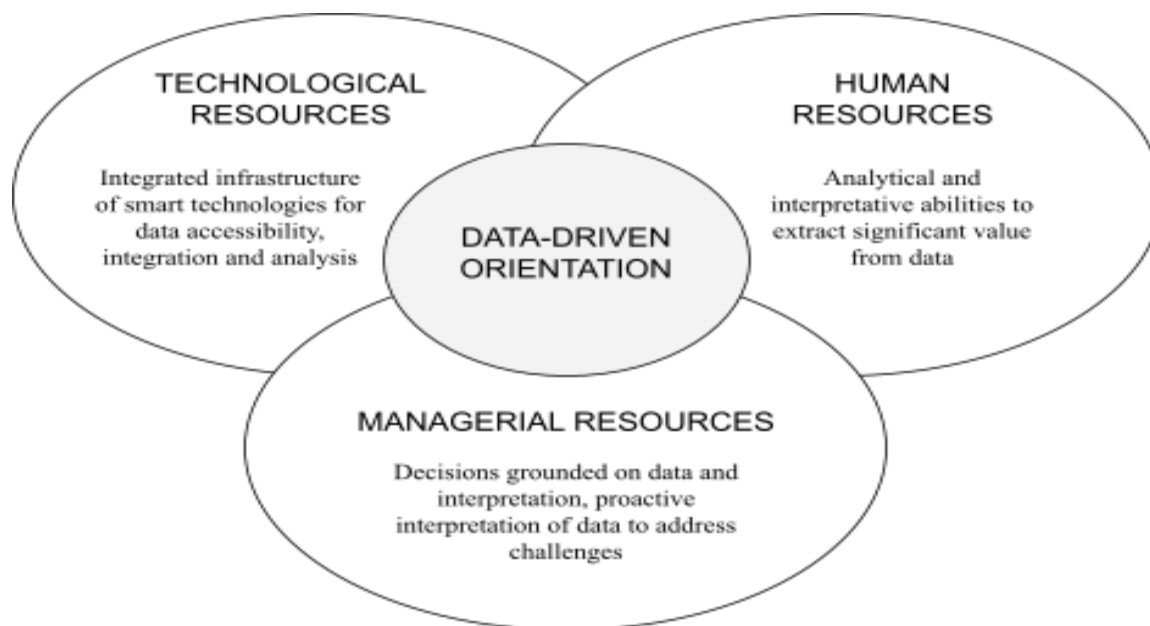 TECHNOLOGICAL
RESOURCES
Integrated infrastructure
of smart technologies for
data accessibility,
integration and analysis
HUMAN
RESOURCES
Analytical and
interpretative abilities to
extract significant value
from data
DATA-DRIVEN
ORIENTATION
MANAGERIAL RESOURCES
Decisions grounded on data and
interpretation, proactive
interpretation of data to address
challenges